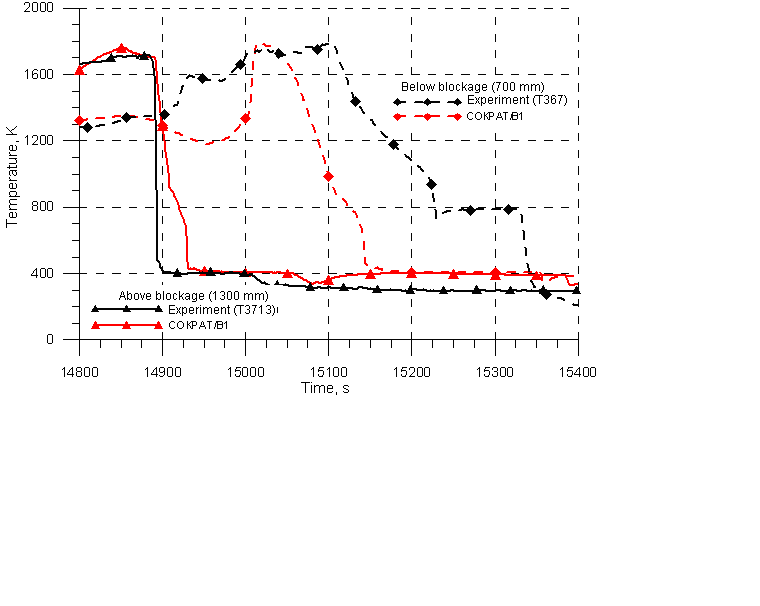 2000
1600
1200
800
400
0
Temperature, K
Below blockage (700 mm)
Experiment (T367)
СОКРАТ/В1
Above blockage (1300 mm)
Experiment (T3713)
СОКРАТ/В1
14800 14900 15000 15100 15200 15300 15400
Time, s